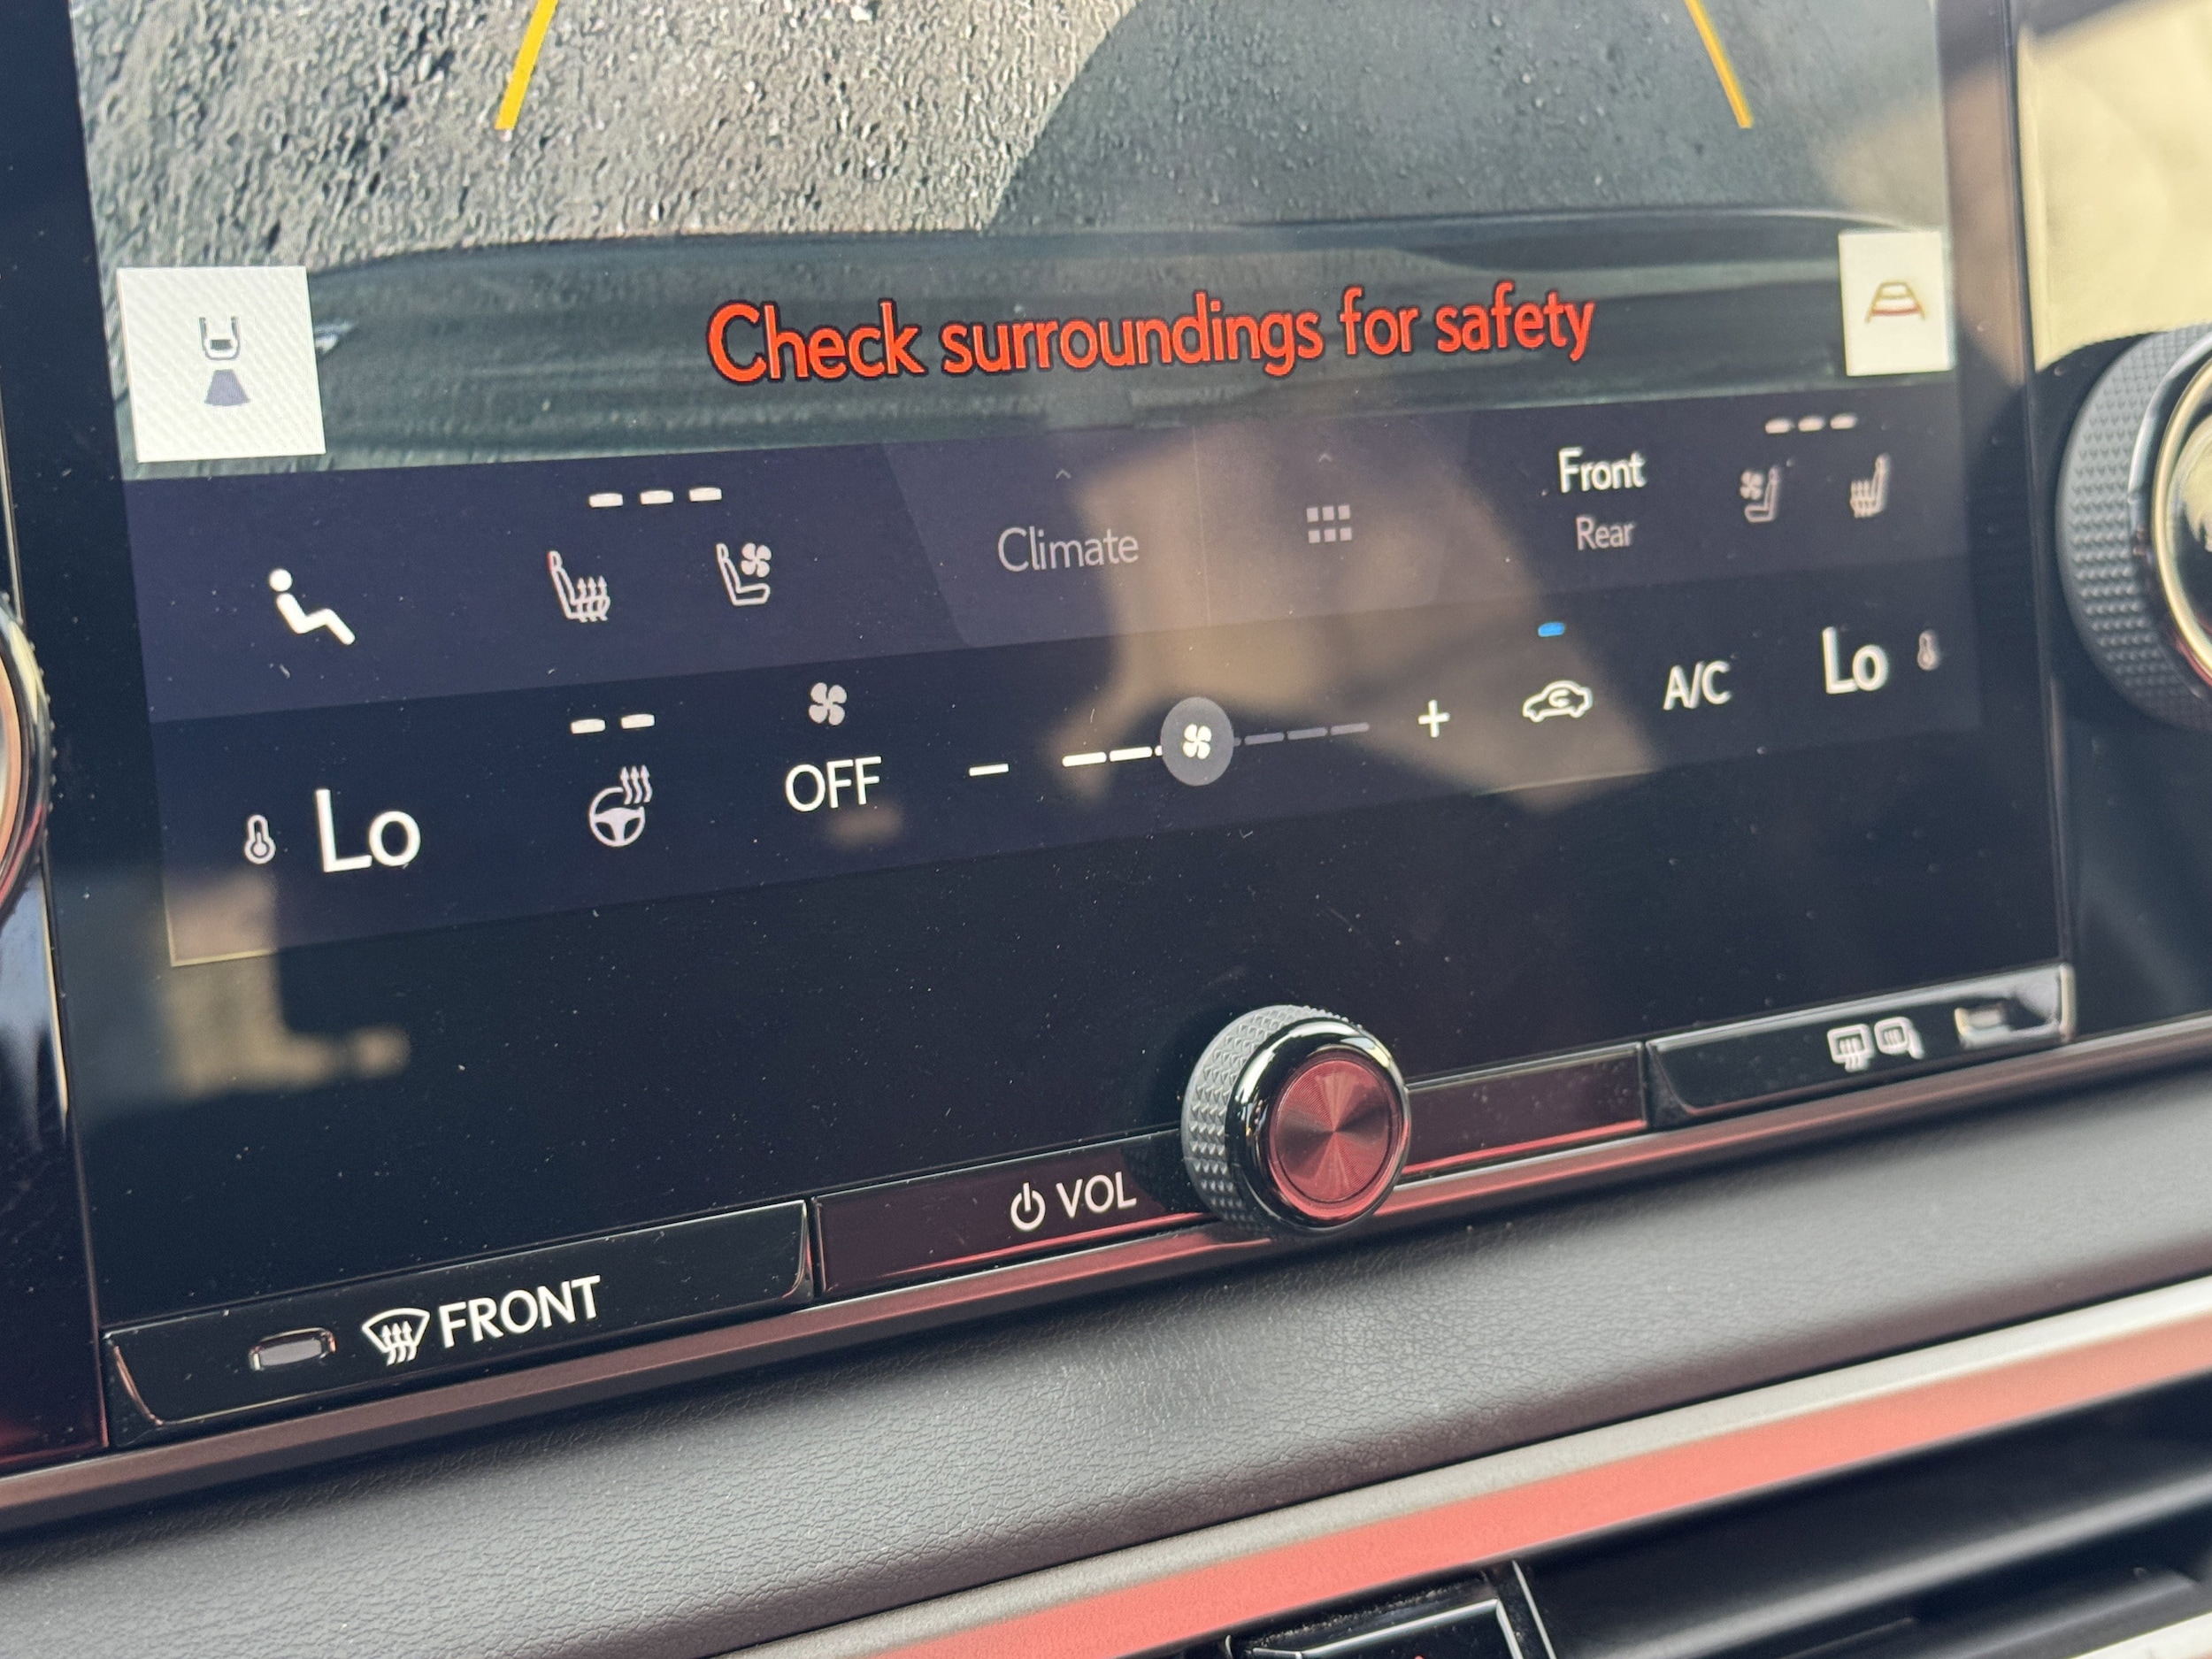 Check surroundings for safety
Climate
Front
Rear
Lo
OFF
−
+
A/C
Lo
VOL
FRONT